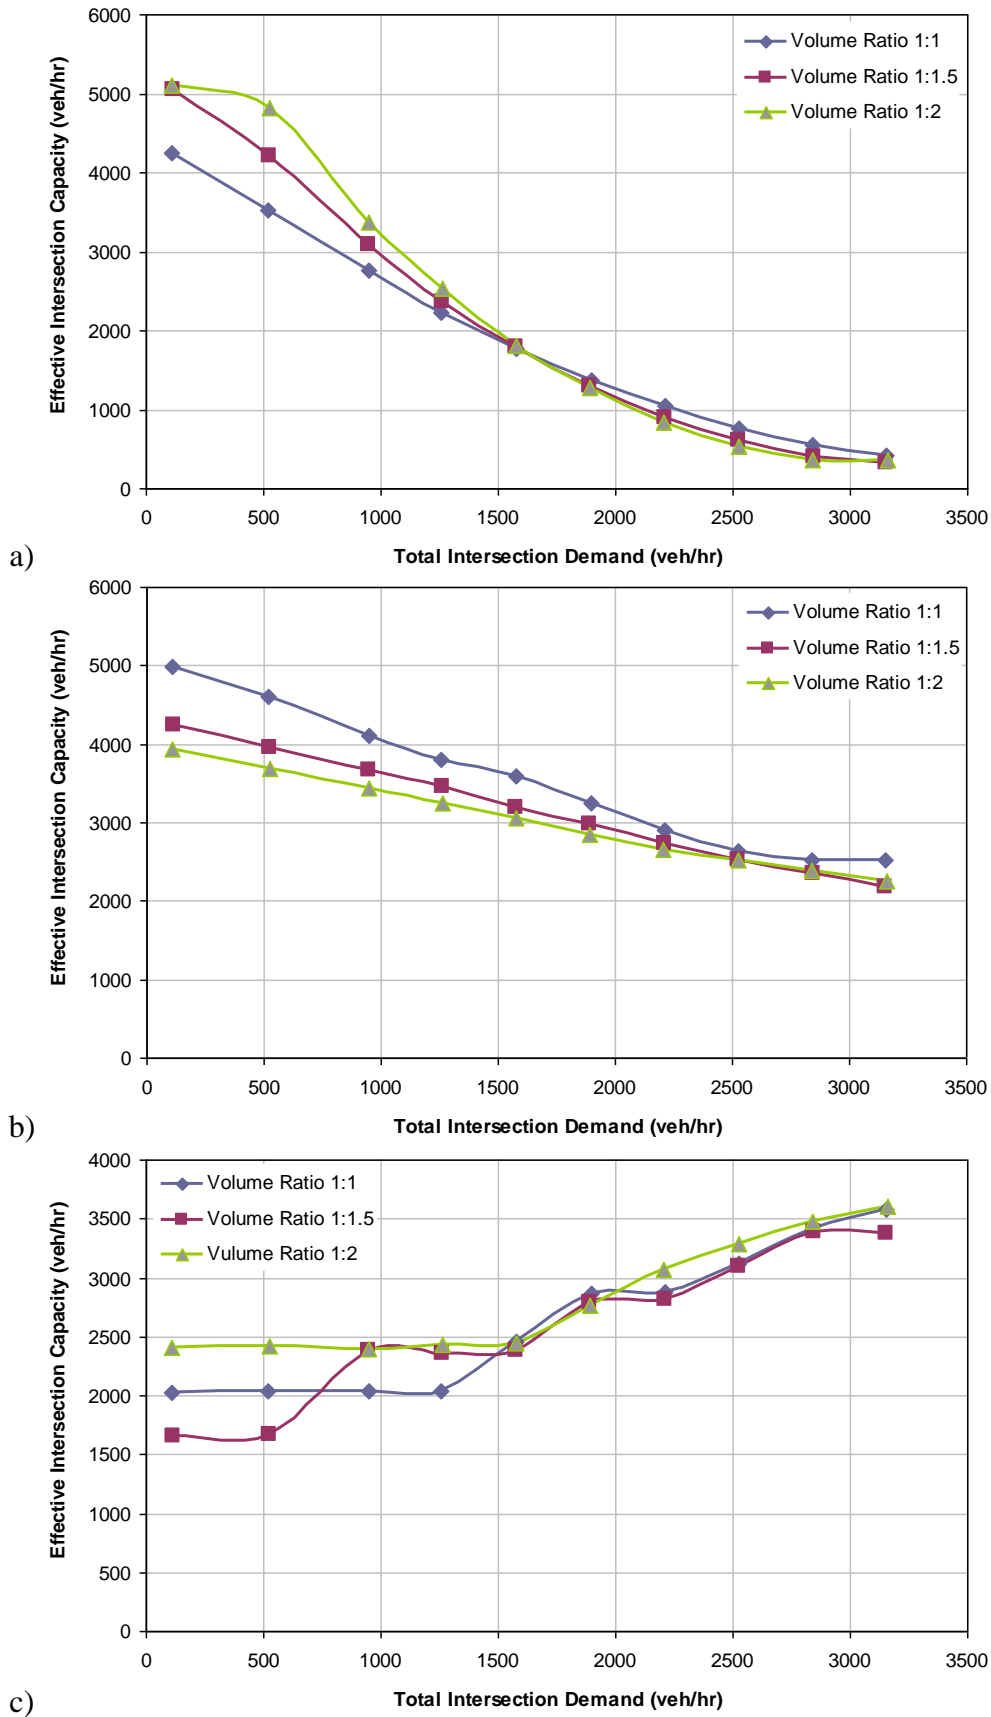 6000
5000
4000
3000
2000
1000
0
Effective Intersection Capacity (veh/hr)
Volume Ratio 1:1
Volume Ratio 1:1.5
Volume Ratio 1:2
0 500 1000 1500 2000 2500 3000 3500
Total Intersection Demand (veh/hr)
a)
6000
5000
4000
3000
2000
1000
0
Effective Intersection Capacity (veh/hr)
Volume Ratio 1:1
Volume Ratio 1:1.5
Volume Ratio 1:2
0 500 1000 1500 2000 2500 3000 3500
Total Intersection Demand (veh/hr)
b)
4000
3500
3000
2500
2000
1500
1000
500
0
Effective Intersection Capacity (veh/hr)
Volume Ratio 1:1
Volume Ratio 1:1.5
Vulume Ratio 1:2
0 500 1000 1500 2000 2500 3000 3500
Total Intersection Demand (veh/hr)
c)